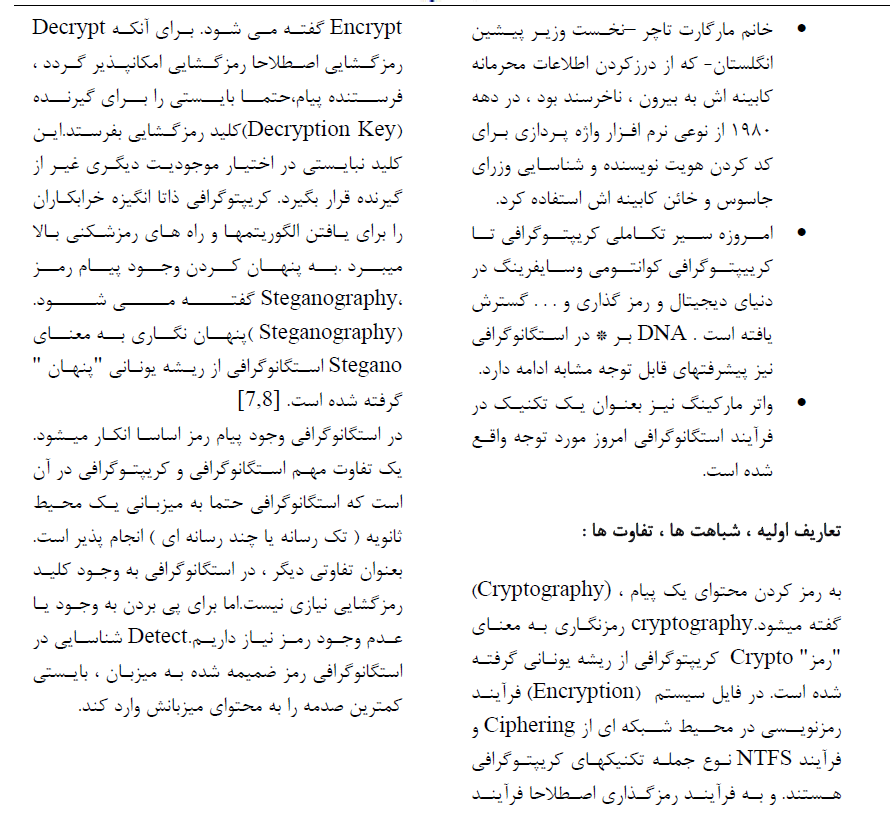 • خانم مارگارت تاچر –نخست وزیر پیشین
انگلستان- که از درزکردن اطلاعات محرمانه
کابینه اش به بیرون ، ناخرسند بود ، در دهه
۱۹۸۰ از نوعی نرم افزار واژه پردازی برای
کد کردن هویت نویسنده و شناسایی وزرای
جاسوس و خائن کابینه اش استفاده کرد.
• امروزه سیر تکاملی کریپتوگرافی تا
کریپتوگرافی کوانتومی وسایفرینگ در
دنیای دیجیتال و رمز گذاری و . . . گسترش
یافته است . DNA بر * در استگانوگرافی
نیز پیشرفتهای قابل توجه مشابه ادامه دارد.
• واتر مارکینگ نیز بعنوان یک تکنیک در
فرآیند استگانوگرافی امروز مورد توجه واقع
شده است.
تعاریف اولیه ، شباهت ها ، تفاوت ها :
به رمز کردن محتوای یک پیام ، (Cryptography)
گفته میشود.cryptography رمزنگاری به معنای
"رمز" Crypto کریپتوگرافی از ریشه یونانی گرفته
شده است. در فایل سیستم (Encryption) فرآیند
رمزنویسی در محیط شبکه ای از Ciphering و
فرآیند NTFS نوع جمله تکنیکهای کریپتوگرافی
هستند. و به فرآیند رمزگذاری اصطلاحا فرآیند
Encrypt گفته می شود. برای آنکه Decrypt
رمزگشایی اصطلاحا رمزگشایی امکانپذیر گردد ،
فرستنده پیام،حتما بایستی را برای گیرنده
(Decryption Key)کلید رمزگشایی بفرستد.این
کلید نبایستی در اختیار موجودیت دیگری غیر از
گیرنده قرار بگیرد. کریپتوگرافی ذاتا انگیزه خرابکاران
را برای یافتن الگوریتمها و راه های رمزشکنی بالا
میبرد .به پنهان کردن وجود پیام رمز
،Steganography گفته می شود.
(Steganography )پنهان نگاری به معنای
Stegano استگانوگرافی از ریشه یونانی "پنهان "
گرفته شده است. [7,8]
در استگانوگرافی وجود پیام رمز اساسا انکار میشود.
یک تفاوت مهم استگانوگرافی و کریپتوگرافی در آن
است که استگانوگرافی حتما به میزبانی یک محیط
ثانویه ( تک رسانه یا چند رسانه ای ) انجام پذیر است.
بعنوان تفاوتی دیگر ، در استگانوگرافی به وجود کلید
رمزگشایی نیازی نیست.اما برای پی بردن به وجود یا
عدم وجود رمز نیاز داریم.Detect شناسایی در
استگانوگرافی رمز ضمیمه شده به میزبان ، بایستی
کمترین صدمه را به محتوای میزبانش وارد کند.